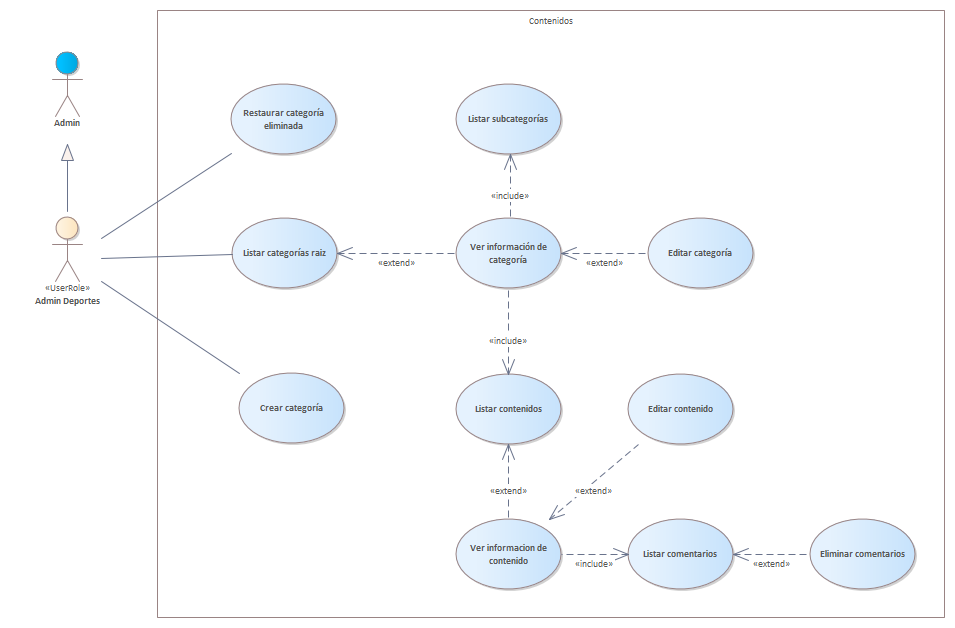 Contenidos
Admin
Restaurar categoría
eliminada
Listar subcategorías
«include»
«UserRole»
Admin Deportes
Listar categorías raiz
«extend»
Ver información de
categoría
«extend»
Editar categoría
«include»
Crear categoría
Listar contenidos
Editar contenido
«extend»
«extend»
Ver informacion de
contenido
«include»
Listar comentarios
«extend»
Eliminar comentarios